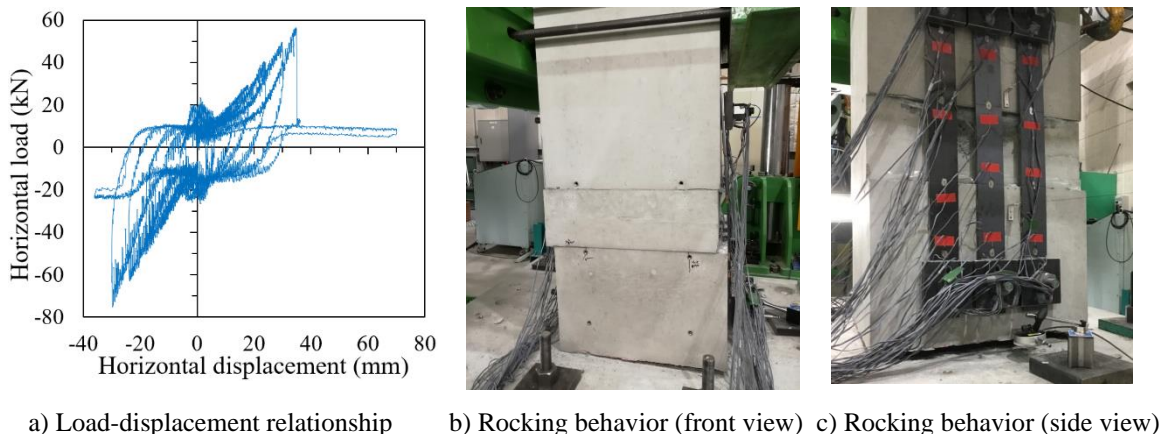 60
40
20
0
-20
-40
-60
-80
Horizontal load (kN)
-40 -20 0 20 40 60 80
Horizontal displacement (mm)
a) Load-displacement relationship
b) Rocking behavior (front view)
c) Rocking behavior (side view)